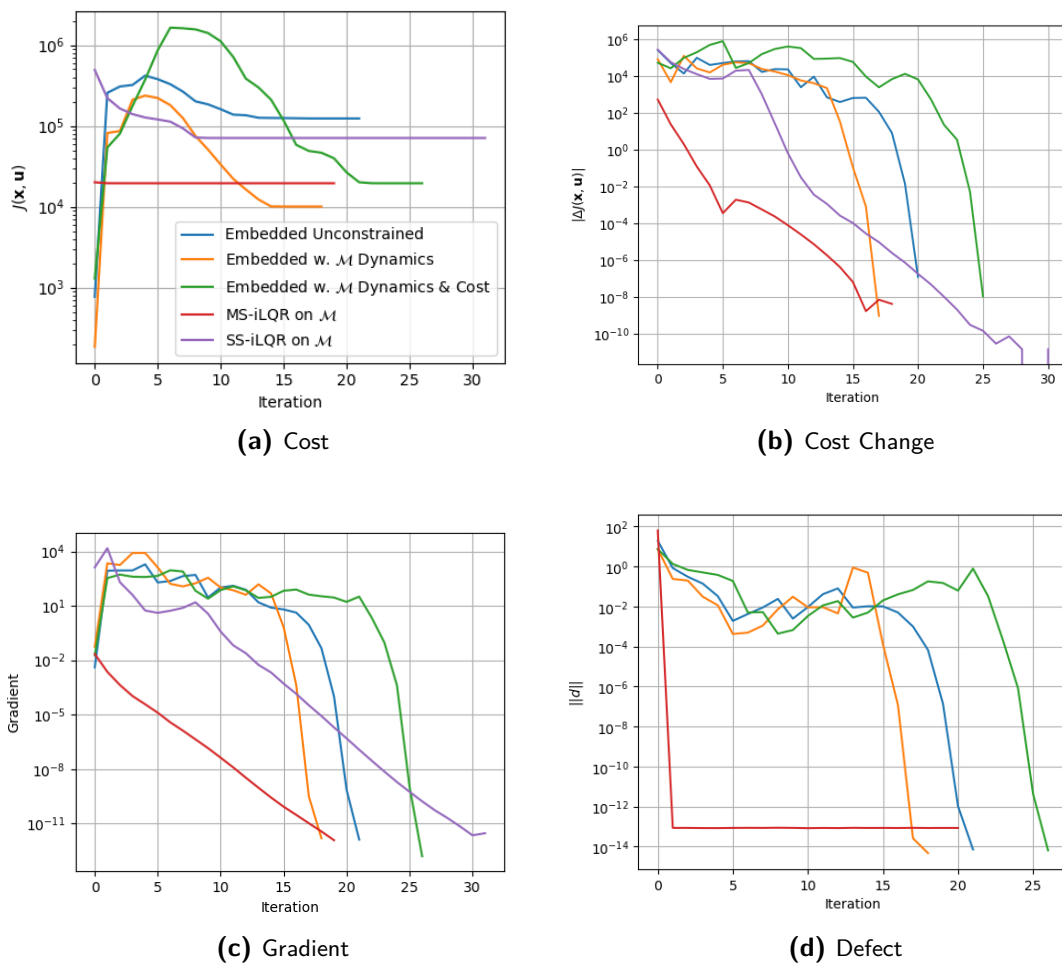 10^6
10^5
10^4
10^3
J(x, u)
0 5 10 15 20 25 30
Iteration
Embedded Unconstrained
Embedded w. ℳ Dynamics
Embedded w. ℳ Dynamics & Cost
MS-iLQR on ℳ
SS-iLQR on ℳ
(a) Cost
10^6
10^4
10^2
10^0
10^−2
10^−4
10^−6
10^−8
10^−10
|ΔJ(x, u)|
0 5 10 15 20 25 30
Iteration
(b) Cost Change
10^4
10^1
10^−2
10^−5
10^−8
10^−11
Gradient
0 5 10 15 20 25 30
Iteration
(c) Gradient
10^2
10^0
10^−2
10^−4
10^−6
10^−8
10^−10
10^−12
10^−14
||d||
0 5 10 15 20 25
Iteration
(d) Defect